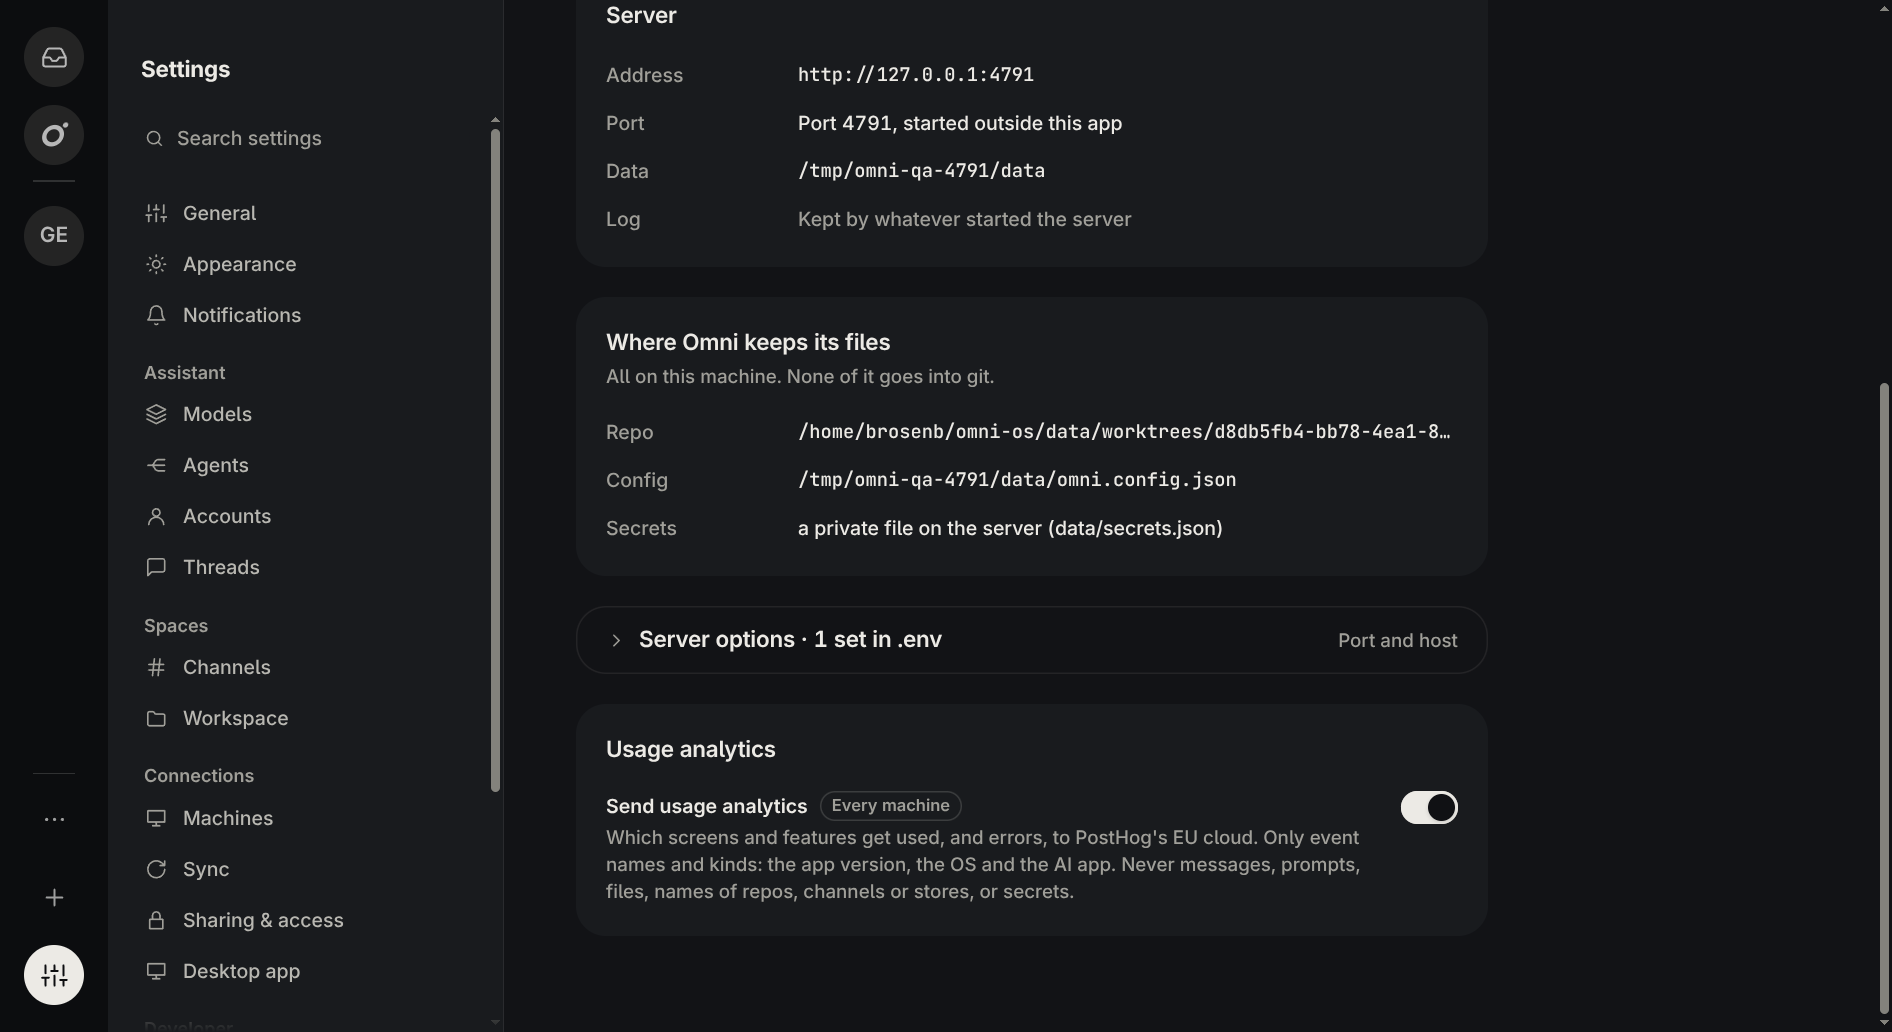 Settings
Search settings
GE
General
Appearance
Notifications
Assistant
Models
Agents
Accounts
Threads
Spaces
Channels
Workspace
Connections
Machines
Sync
Sharing & access
Desktop app
Developer
Server
Address http://127.0.0.1:4791
Port Port 4791, started outside this app
Data /tmp/omni-qa-4791/data
Log Kept by whatever started the server
Where Omni keeps its files
All on this machine. None of it goes into git.
Repo /home/brosenb/omni-os/data/worktrees/d8db5fb4-bb78-4ea1-8…
Config /tmp/omni-qa-4791/data/omni.config.json
Secrets a private file on the server (data/secrets.json)
Server options · 1 set in .env Port and host
Usage analytics
Send usage analytics Every machine
Which screens and features get used, and errors, to PostHog's EU cloud. Only event
names and kinds: the app version, the OS and the AI app. Never messages, prompts,
files, names of repos, channels or stores, or secrets.